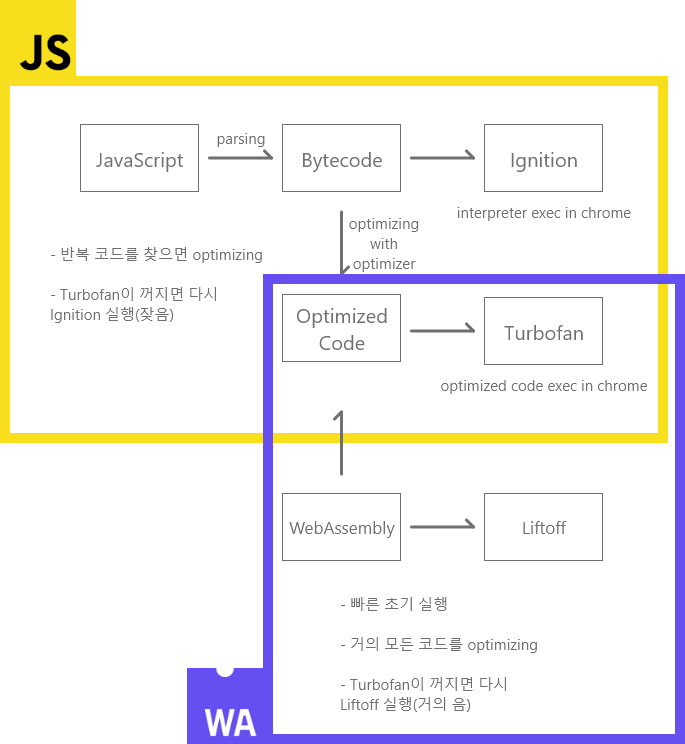 JS
parsing
JavaScript
Bytecode
Ignition
interpreter exec in chrome
optimizing
with
optimizer
- 반복 코드를 찾으면 optimizing
- Turbofan이 꺼지면 다시
Ignition 실행(잦음)
Optimized
Code
Turbofan
optimized code exec in chrome
WebAssembly
Liftoff
- 빠른 초기 실행
- 거의 모든 코드를 optimizing
- Turbofan이 꺼지면 다시
Liftoff 실행(거의 음)
WA